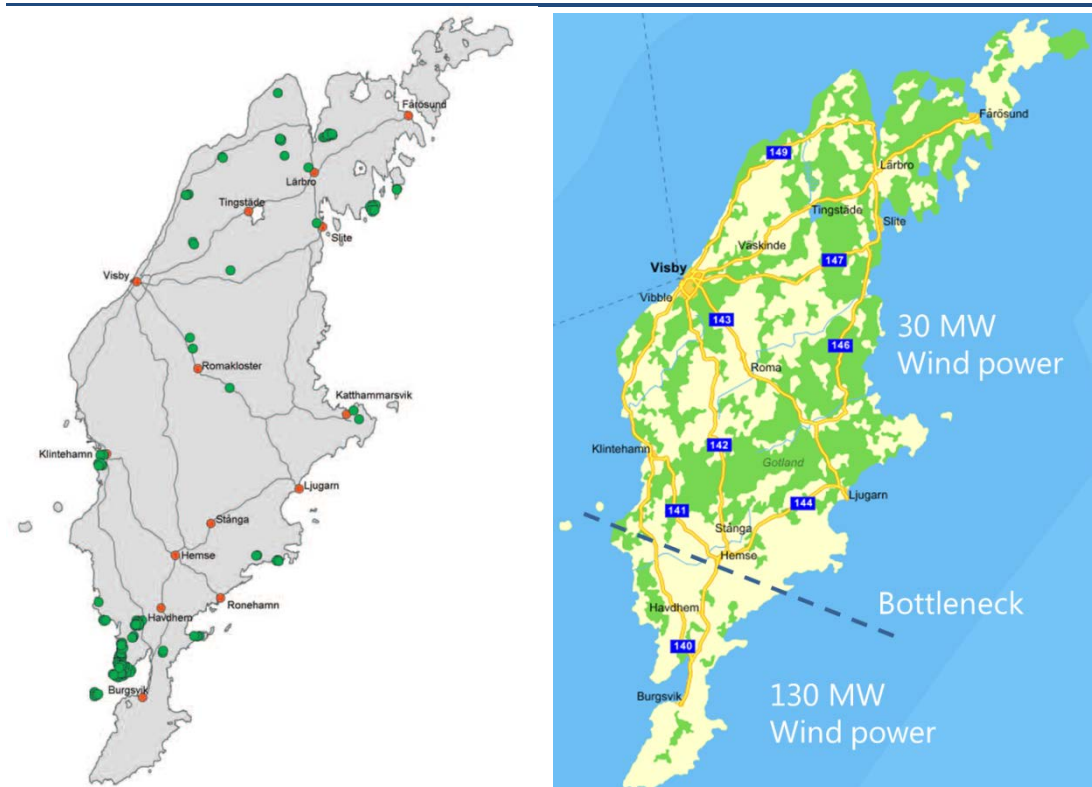 Fårösund
Lärbro
Tingstäde
Slite
Visby
Romakloster
Katthammarsvik
Klintehamn
Ljugarn
Stånga
Hemse
Ronehamn
Havdhem
Burgsvik
Fårösund
149
Lärbro
Tingstäde
Slite
Väskinde
147
Visby
Vibble
143
30 MW
Wind power
146
Roma
142
Klintehamn
Gotland
Ljugarn
144
141
Stånga
Hemse
Bottleneck
Havdhem
140
Burgsvik
130 MW
Wind power